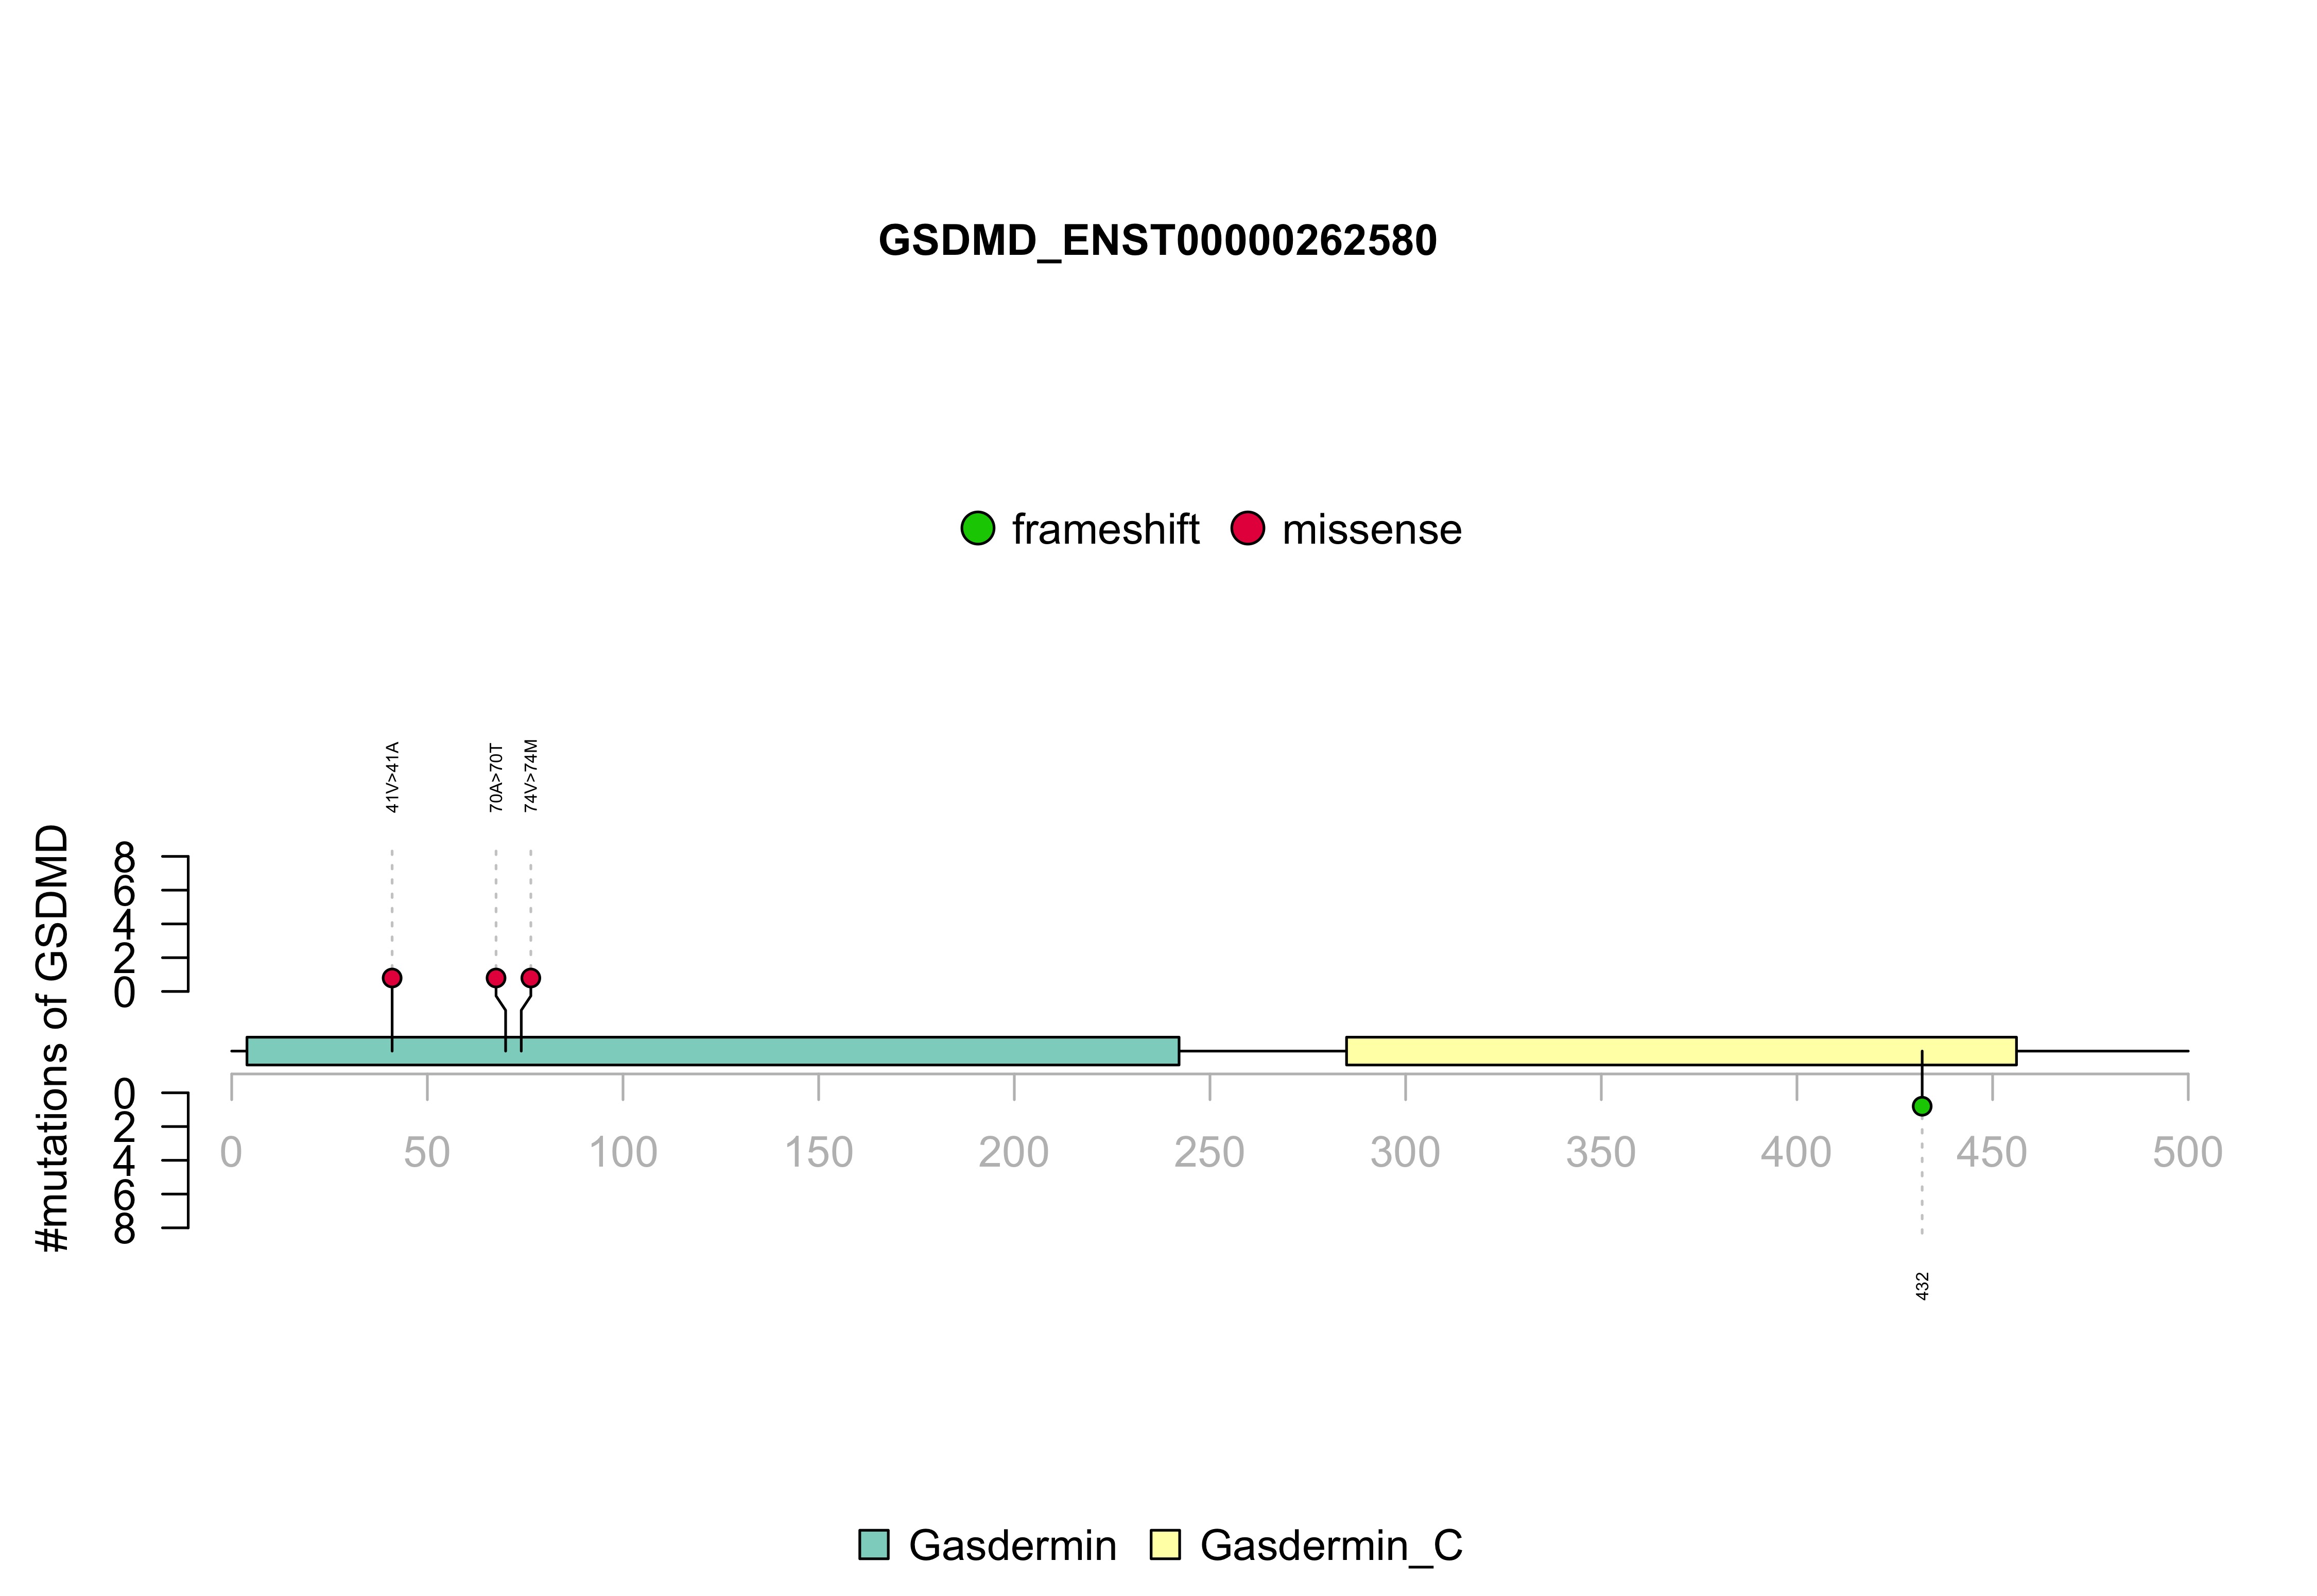 GSDMD_ENST00000262580
frameshift missense
41V>41A
70A>70T
74V>74M
#mutations of GSDMD
8
6
4
2
0
0
2
4
6
8
0 50 100 150 200 250 300 350 400 450 500
432
Gasdermin Gasdermin_C